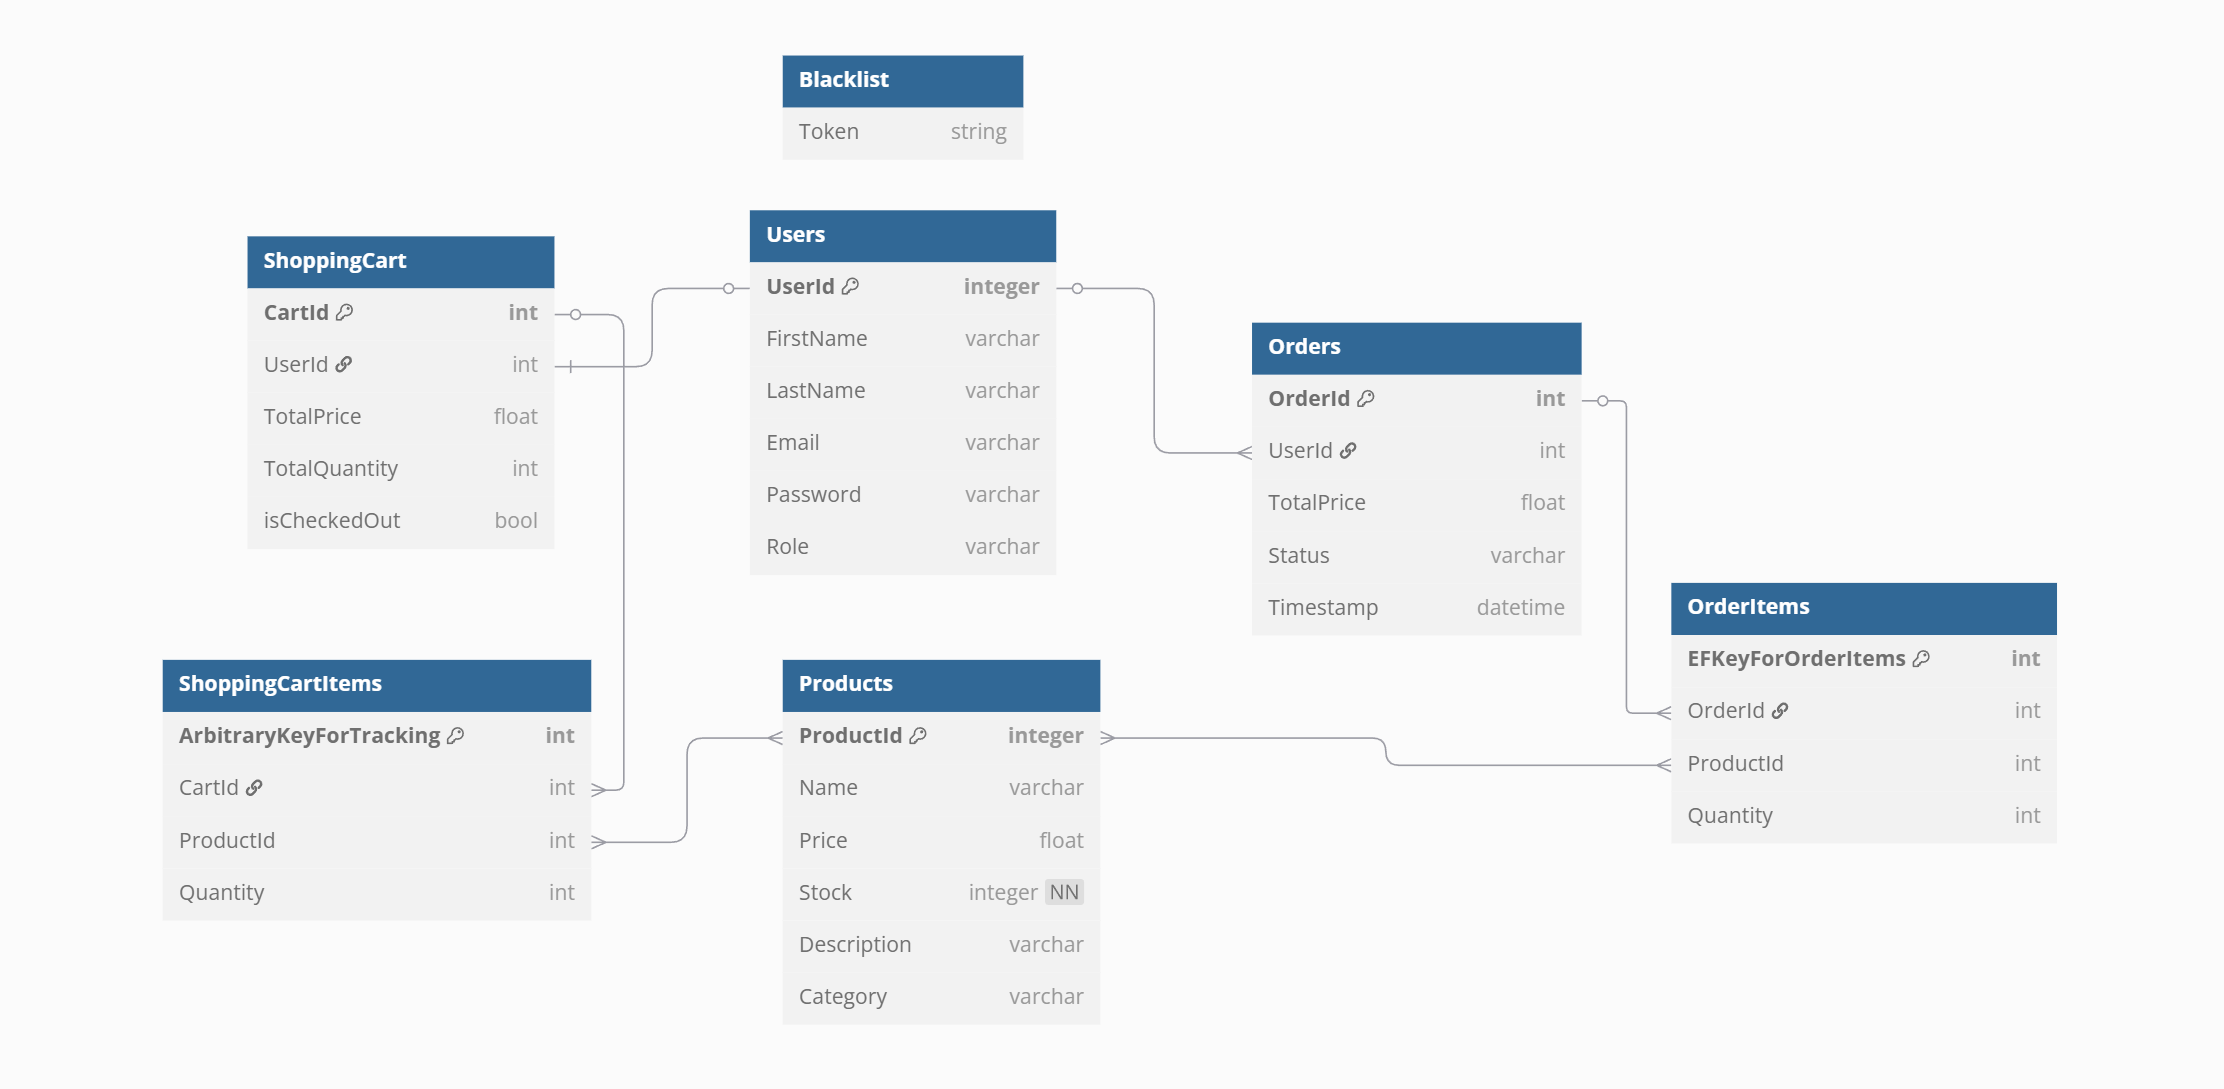 Blacklist
Token string
ShoppingCart
CartId int
UserId int
TotalPrice float
TotalQuantity int
isCheckedOut bool
Users
UserId integer
FirstName varchar
LastName varchar
Email varchar
Password varchar
Role varchar
Orders
OrderId int
UserId int
TotalPrice float
Status varchar
Timestamp datetime
OrderItems
EFKeyForOrderItems int
OrderId int
ProductId int
Quantity int
ShoppingCartItems
ArbitraryKeyForTracking int
CartId int
ProductId int
Quantity int
Products
ProductId integer
Name varchar
Price float
Stock integer NN
Description varchar
Category varchar